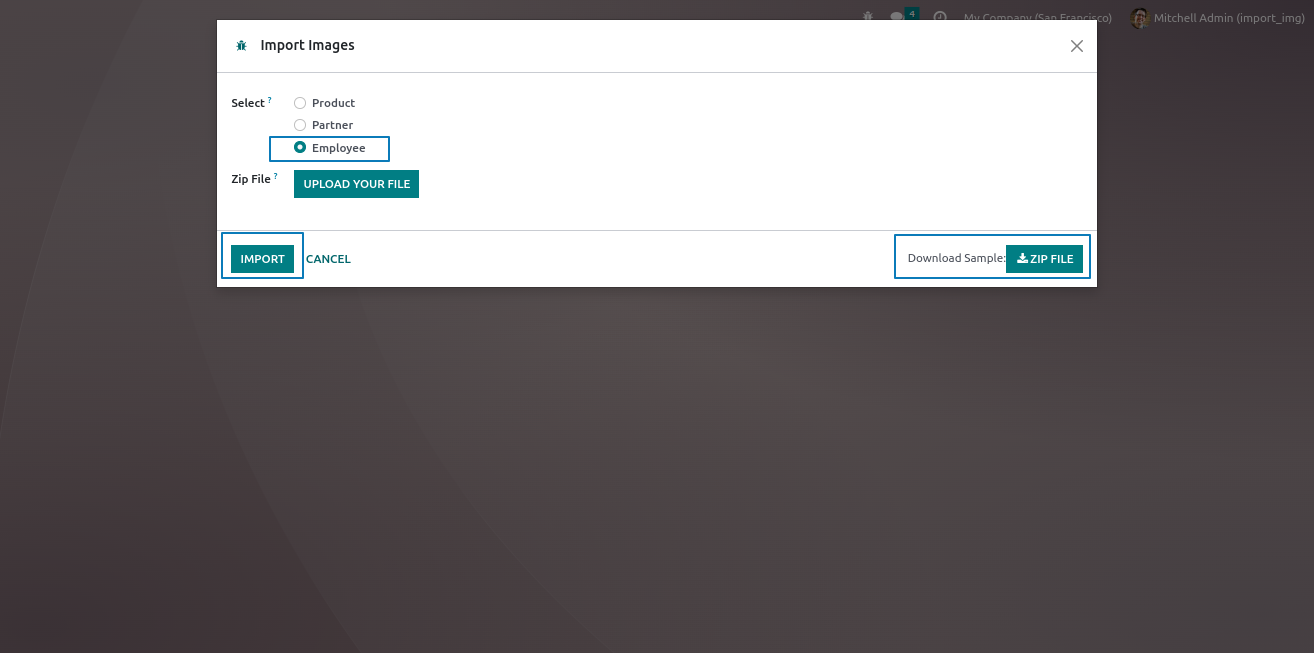 4 My Company (San Francisco) Mitchell Admin (import_img)
Import Images
Select ? Product
Partner
Employee
Zip File ? UPLOAD YOUR FILE
IMPORT CANCEL Download Sample: ZIP FILE